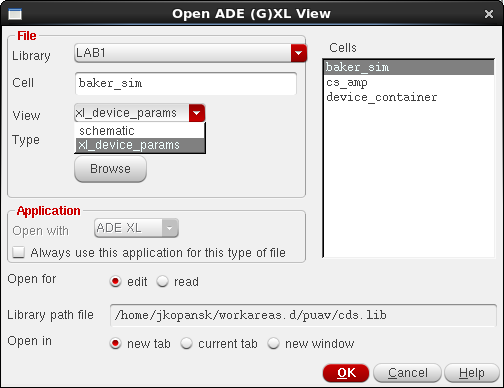 Open ADE (G)XL View
File
Library
LAB1
Cell
baker_sim
View
xl_device_params
schematic
xl_device_params
Type
Browse
Cells
baker_sim
cs_amp
device_container
Application
Open with
ADE XL
Always use this application for this type of file
Open for
edit
read
Library path file
/home/jkopansk/workareas.d/puav/cds.lib
Open in
new tab
current tab
new window
OK
Cancel
Help